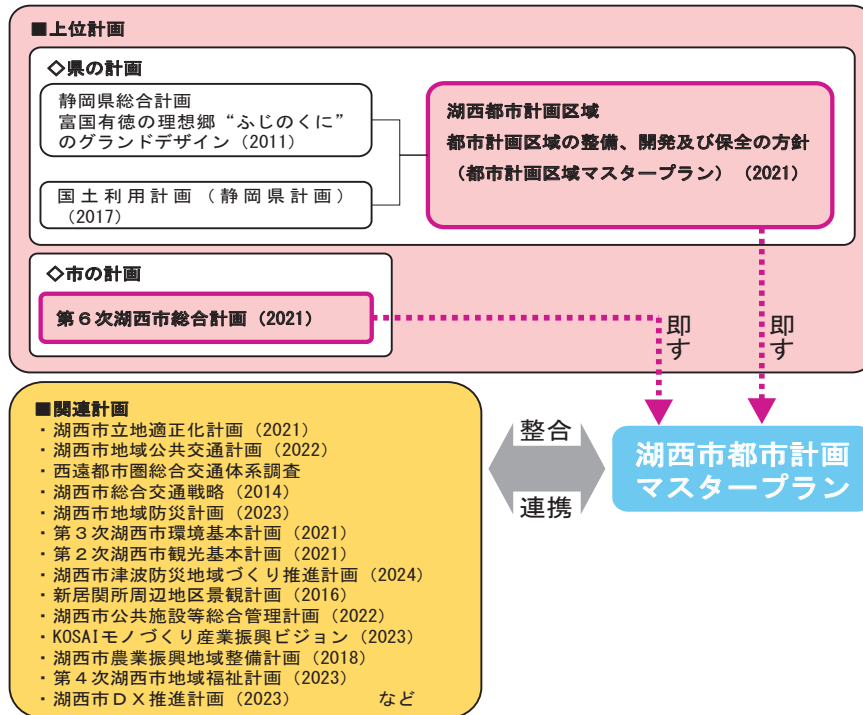 ■上位計画
◇県の計画
静岡県総合計画
富国有徳の理想郷“ふじのくに”
のグランドデザイン（2011）
国土利用計画（静岡県計画）
（2017）
湖西都市計画区域
都市計画区域の整備、開発及び保全の方針
（都市計画区域マスタープラン）（2021）
◇市の計画
第６次湖西市総合計画（2021）
即す
即す
■関連計画
・湖西市立地適正化計画（2021）
・湖西市地域公共交通計画（2022）
・西遠都市圏総合交通体系調査
・湖西市総合交通戦略（2014）
・湖西市地域防災計画（2023）
・第３次湖西市環境基本計画（2021）
・第２次湖西市観光基本計画（2021）
・湖西市津波防災地域づくり推進計画（2024）
・新居関所周辺地区景観計画（2016）
・湖西市公共施設等総合管理計画（2022）
・KOSAIモノづくり産業振興ビジョン（2023）
・湖西市農業振興地域整備計画（2018）
・第４次湖西市地域福祉計画（2023）
・湖西市ＤＸ推進計画（2023）　　　　など
整合
連携
湖西市都市計画
マスタープラン